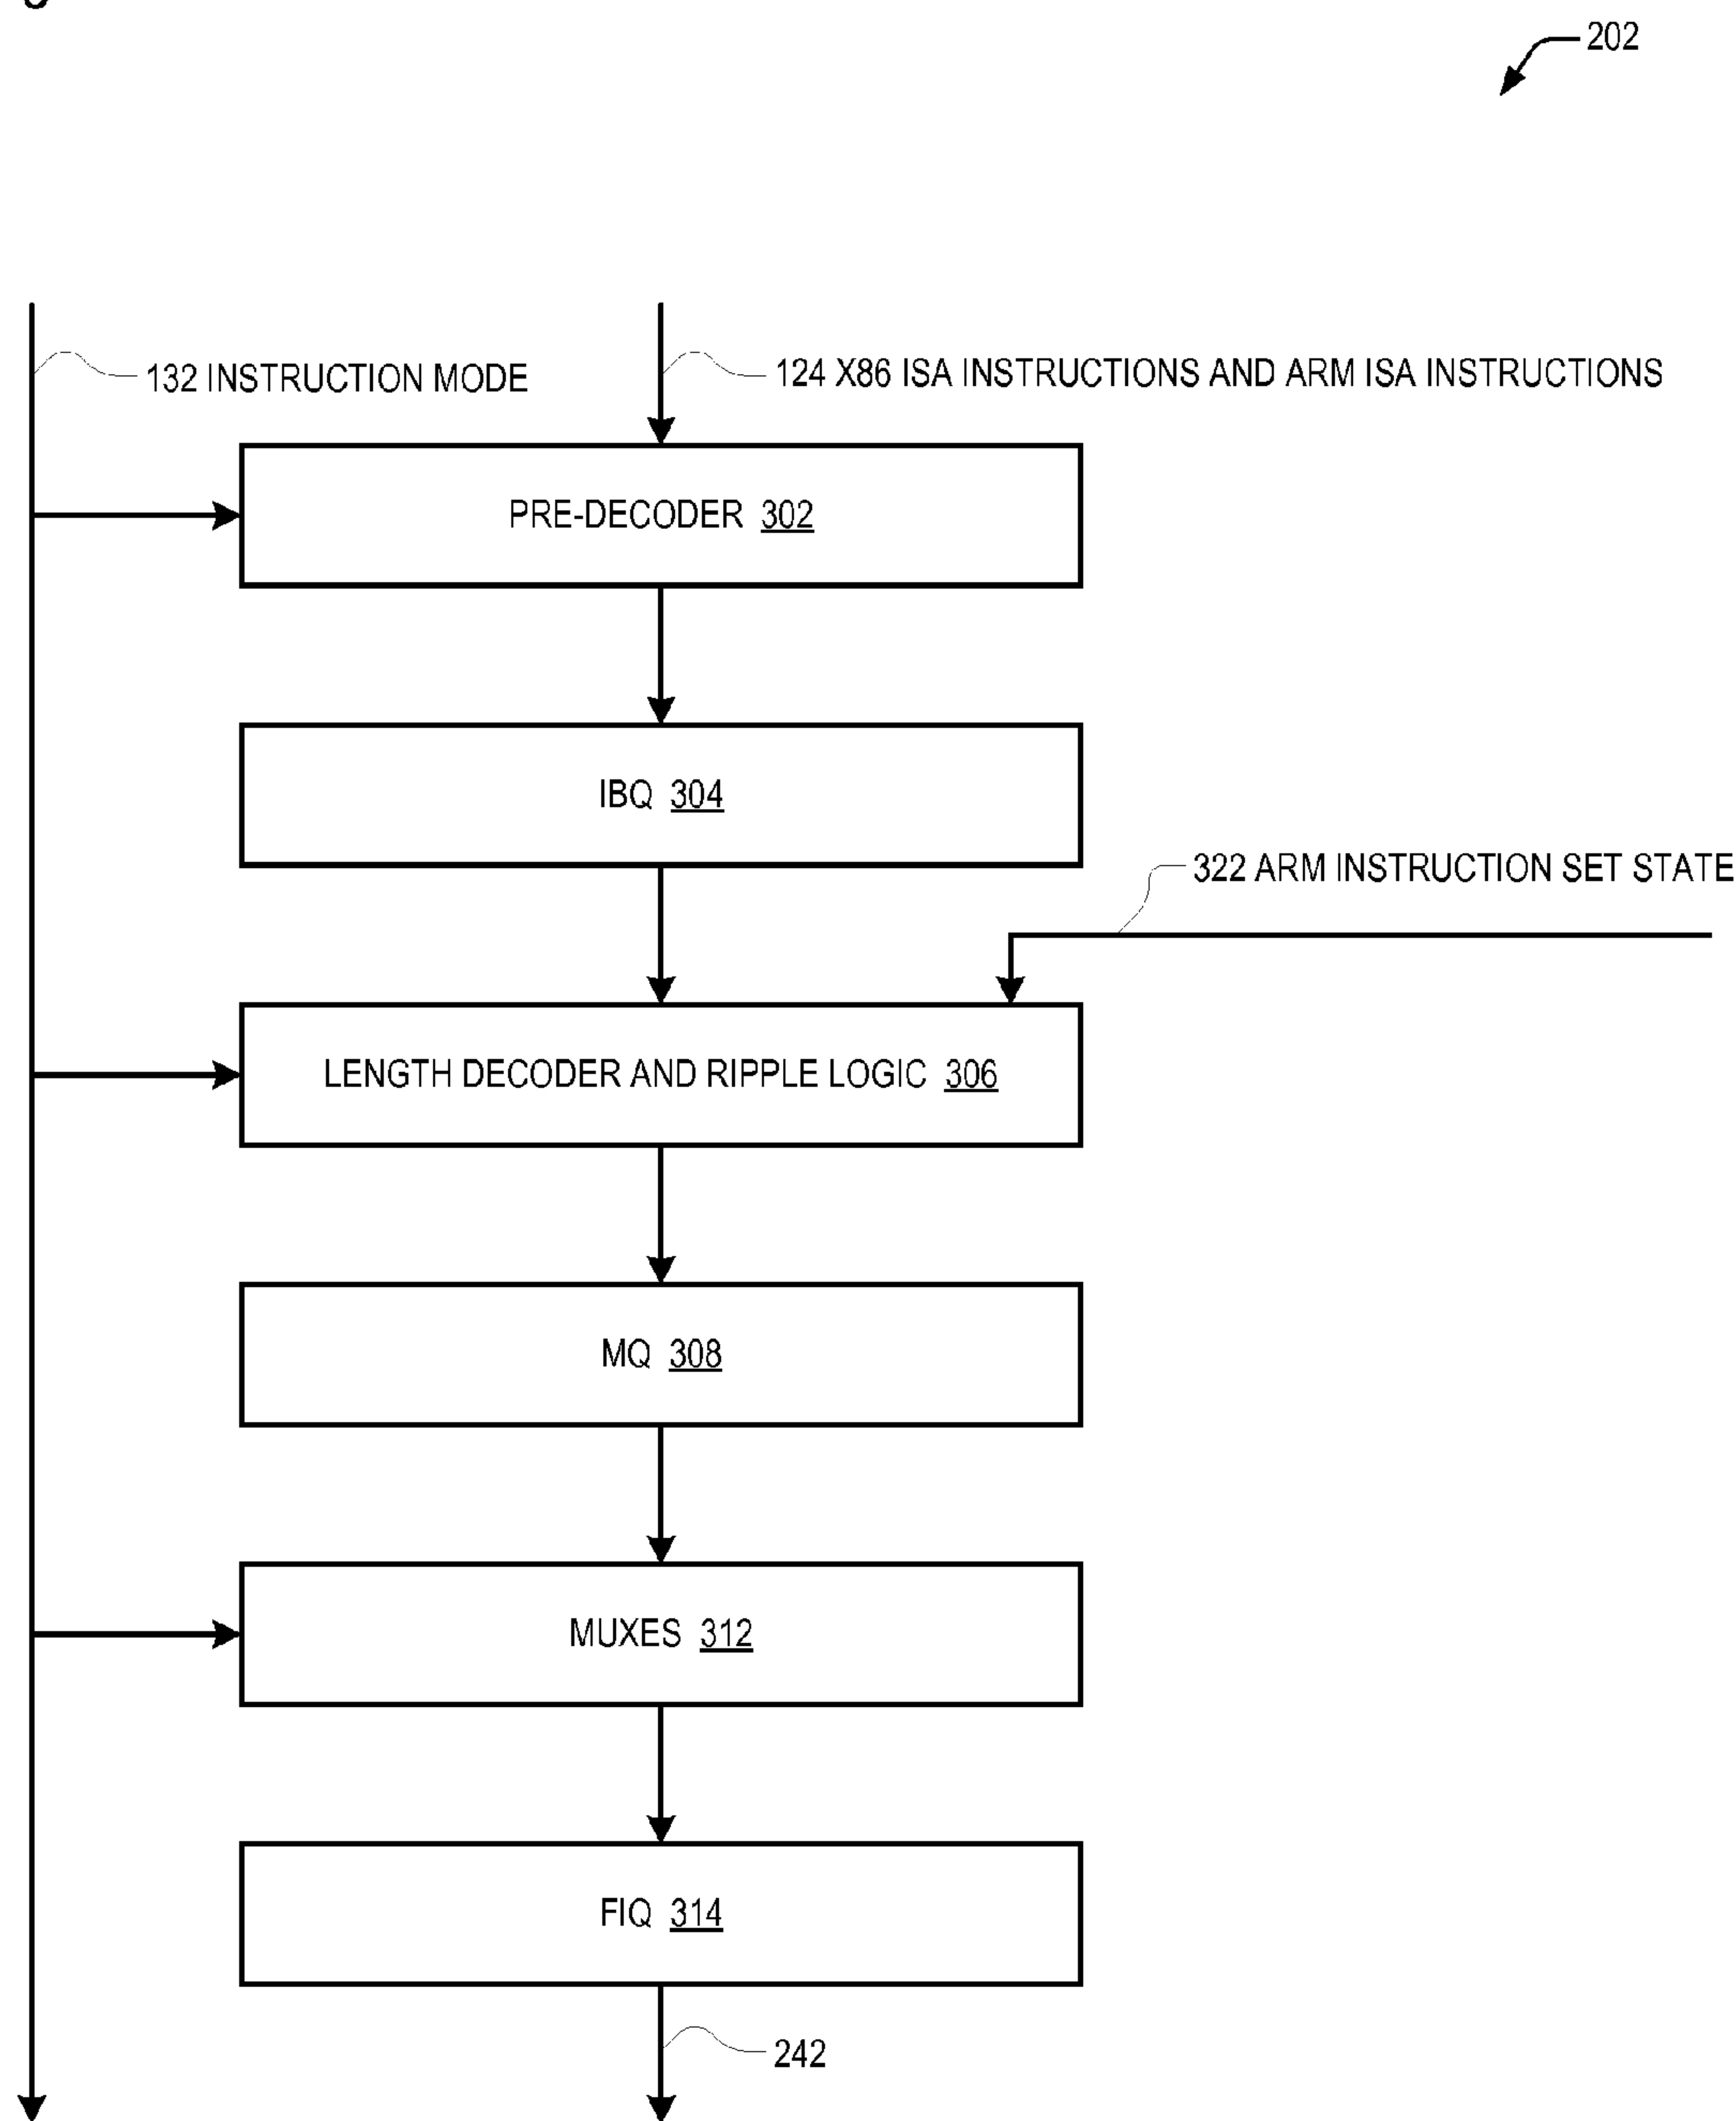 202
132 INSTRUCTION MODE
124 X86 ISA INSTRUCTIONS AND ARM ISA INSTRUCTIONS
PRE-DECODER 302
IBQ 304
322 ARM INSTRUCTION SET STATE
LENGTH DECODER AND RIPPLE LOGIC 306
MQ 308
MUXES 312
FIQ 314
242